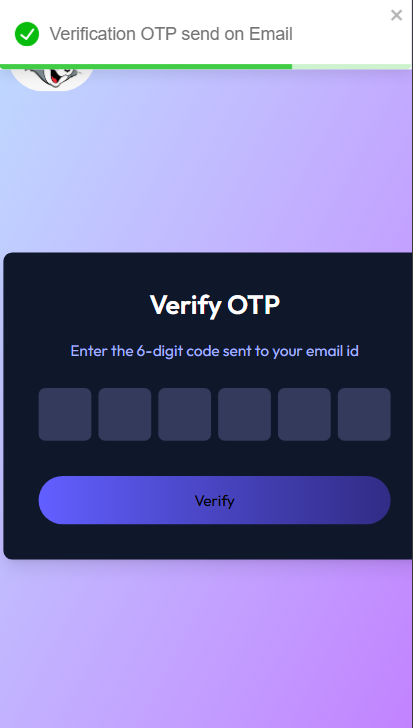 Verification OTP send on Email
Verify OTP
Enter the 6-digit code sent to your email id
Verify